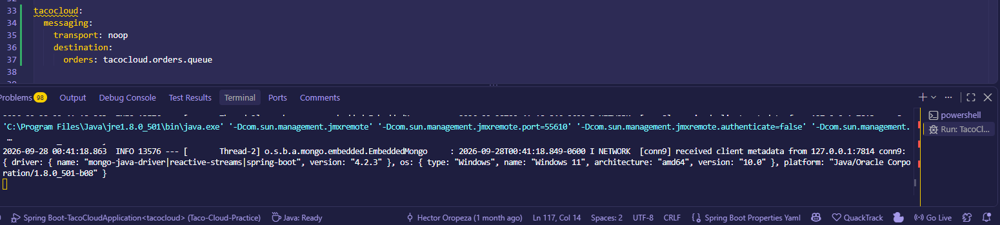 33 tacocloud:
34 messaging:
35 transport: noop
36 destination:
37 orders: tacocloud.orders.queue
38
Problems 98 Output Debug Console Test Results Terminal Ports Comments
'C:\Program Files\Java\jre1.8.0_501\bin\java.exe' '-Dcom.sun.management.jmxremote' '-Dcom.sun.management.jmxremote.port=55610' '-Dcom.sun.management.jmxremote.authenticate=false' '-Dcom.sun.management.
…
2026-09-28 00:41:18.863 INFO 13576 --- [ Thread-2] o.s.b.a.mongo.embedded.EmbeddedMongo : 2026-09-28T00:41:18.849-0600 I NETWORK [conn9] received client metadata from 127.0.0.1:7814 conn9:
{ driver: { name: "mongo-java-driver|reactive-streams|spring-boot", version: "4.2.3" }, os: { type: "Windows", name: "Windows 11", architecture: "amd64", version: "10.0" }, platform: "Java/Oracle Corpo
ration/1.8.0_501-b08" }
powershell
Run: TacoCl...
Spring Boot-TacoCloudApplication<tacocloud> (Taco-Cloud-Practice) Java: Ready Hector Oropeza (1 month ago) Ln 117, Col 14 Spaces: 2 UTF-8 CRLF Spring Boot Properties Yaml QuackTrack Go Live